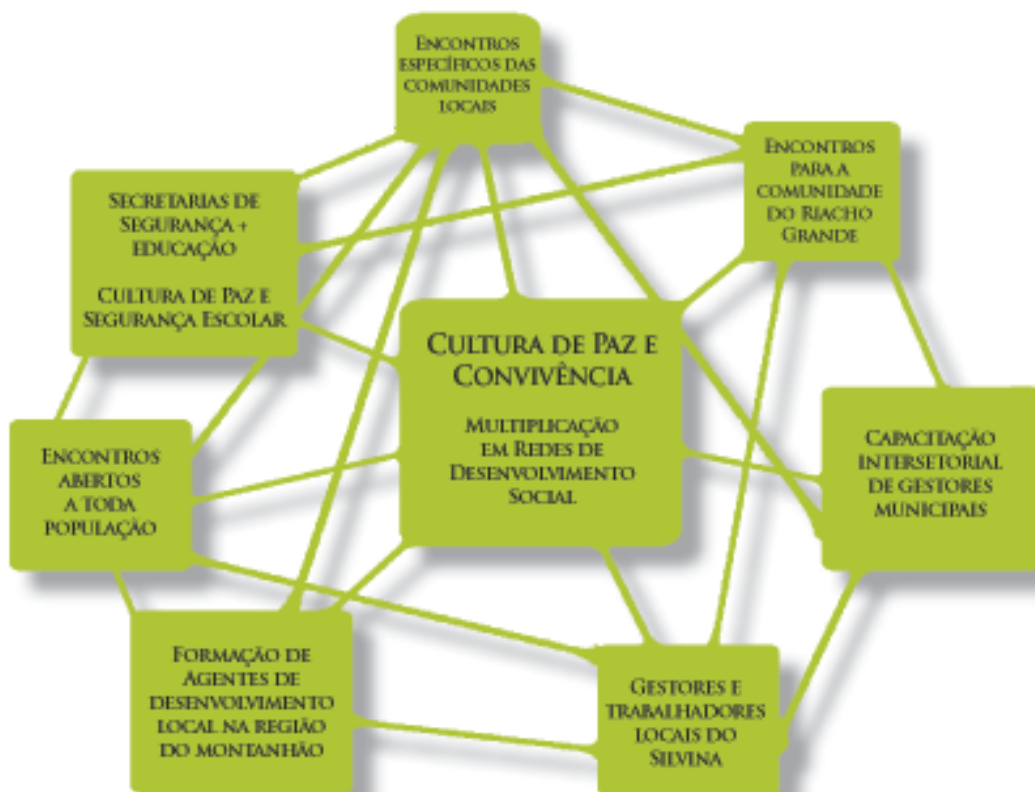 ENCONTROS
ESPECÍFICOS DAS
COMUNIDADES
LOCAIS
ENCONTROS
PARA A
COMUNIDADE
DO RIACHO
GRANDE
SECRETARIAS DE
SEGURANÇA +
EDUCAÇÃO
CULTURA DE PAZ E
SEGURANÇA ESCOLAR
CULTURA DE PAZ E
CONVIVÊNCIA
MULTIPLICAÇÃO
EM REDES DE
DESENVOLVIMENTO
SOCIAL
CAPACITAÇÃO
INTERSETORIAL
DE GESTORES
MUNICIPAIS
ENCONTROS
ABERTOS
A TODA
POPULAÇÃO
FORMAÇÃO DE
AGENTES DE
DESENVOLVIMENTO
LOCAL NA REGIÃO
DO MONTANHÃO
GESTORES E
TRABALHADORES
LOCAIS DO
SILVINA